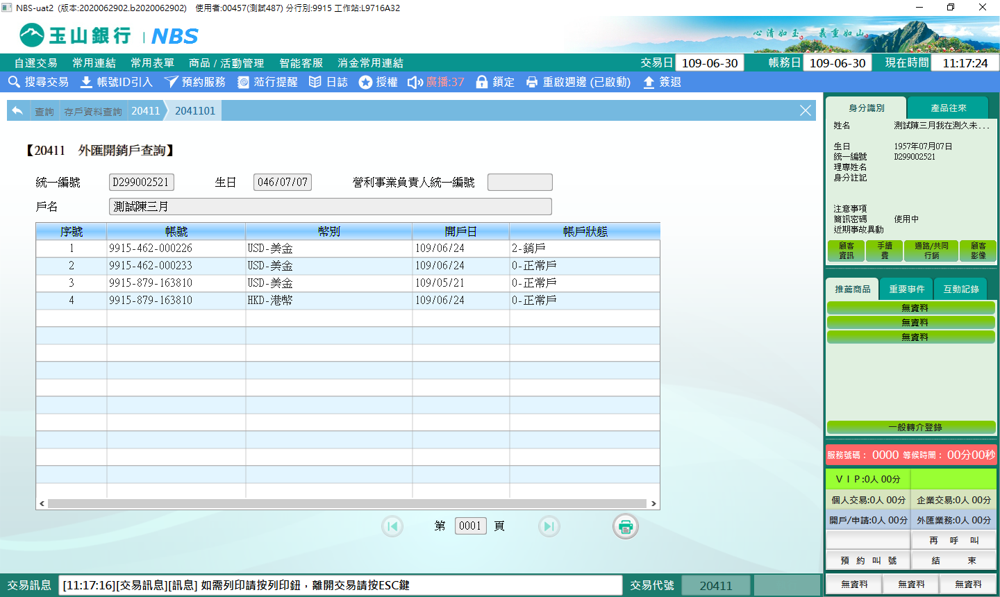 NBS-uat2 (版本:2020062902.b2020062902) 使用者:00457(測試487) 分行別:9915 工作站:L9716A32
玉山銀行 NBS
心清如玉 義重如山
自選交易 常用連結 常用表單 商品 / 活動管理 智能客服 消金常用連結 交易日 109-06-30 帳務日 109-06-30 現在時間 11:17:24
搜尋交易 帳號ID引入 預約服務 蒞行提醒 日誌 授權 廣播:37 鎖定 重啟週邊 (已啟動) 簽退
查詢 存戶資料查詢 20411 2041101
【20411 外匯開銷戶查詢】
統一編號 D299002521 生日 046/07/07 營利事業負責人統一編號
戶名 測試陳三月
序號 帳號 幣別 開戶日 帳戶狀態
1 9915-462-000226 USD-美金 109/06/24 2-銷戶
2 9915-462-000233 USD-美金 109/06/24 0-正常戶
3 9915-879-163810 USD-美金 109/05/21 0-正常戶
4 9915-879-163810 HKD-港幣 109/06/24 0-正常戶
第 0001 頁
交易訊息 [11:17:16][交易訊息][訊息] 如需列印請按列印鈕，離開交易請按ESC鍵 交易代號 20411
身分識別 產品往來
姓名 測試陳三月我在測久未...
生日 1957年07月07日
統一編號 D299002521
理專姓名
身分註記
注意事項
簡訊密碼 使用中
近期事故異動
顧客資訊 手續費 通路/共同行銷 顧客影像
推薦商品 重要事件 互動記錄
無資料
無資料
無資料
一般轉介登錄
服務號碼： 0000 等候時間： 00分00秒
ＶＩＰ:0人 00分
個人交易:0人 00分 企業交易:0人 00分
開戶/申請:0人 00分 外匯業務:0人 00分
再 呼 叫
預 約 叫 號 結 束
無資料 無資料 無資料